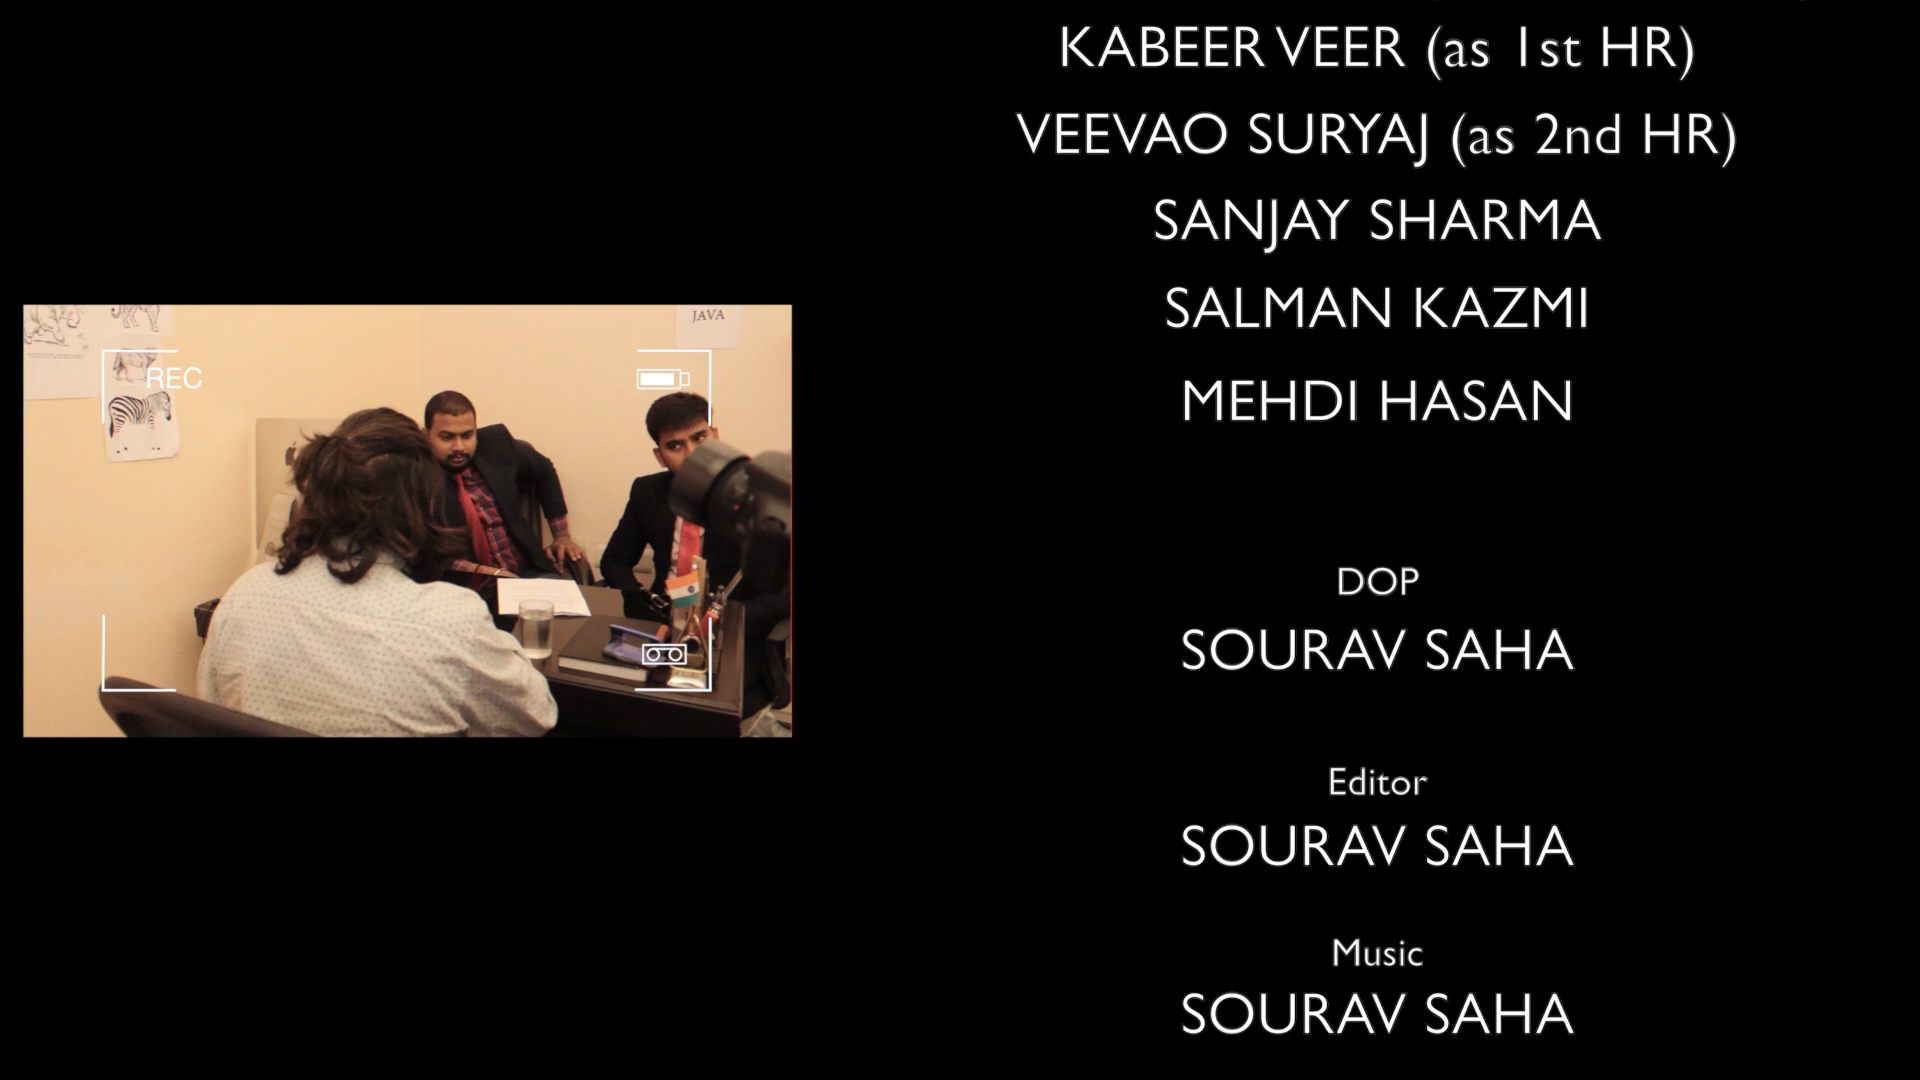 KABEER VEER (as 1st HR)
VEEVAO SURYAJ (as 2nd HR)
SANJAY SHARMA
SALMAN KAZMI
MEHDI HASAN
JAVA
REC
DOP
SOURAV SAHA
Editor
SOURAV SAHA
Music
SOURAV SAHA